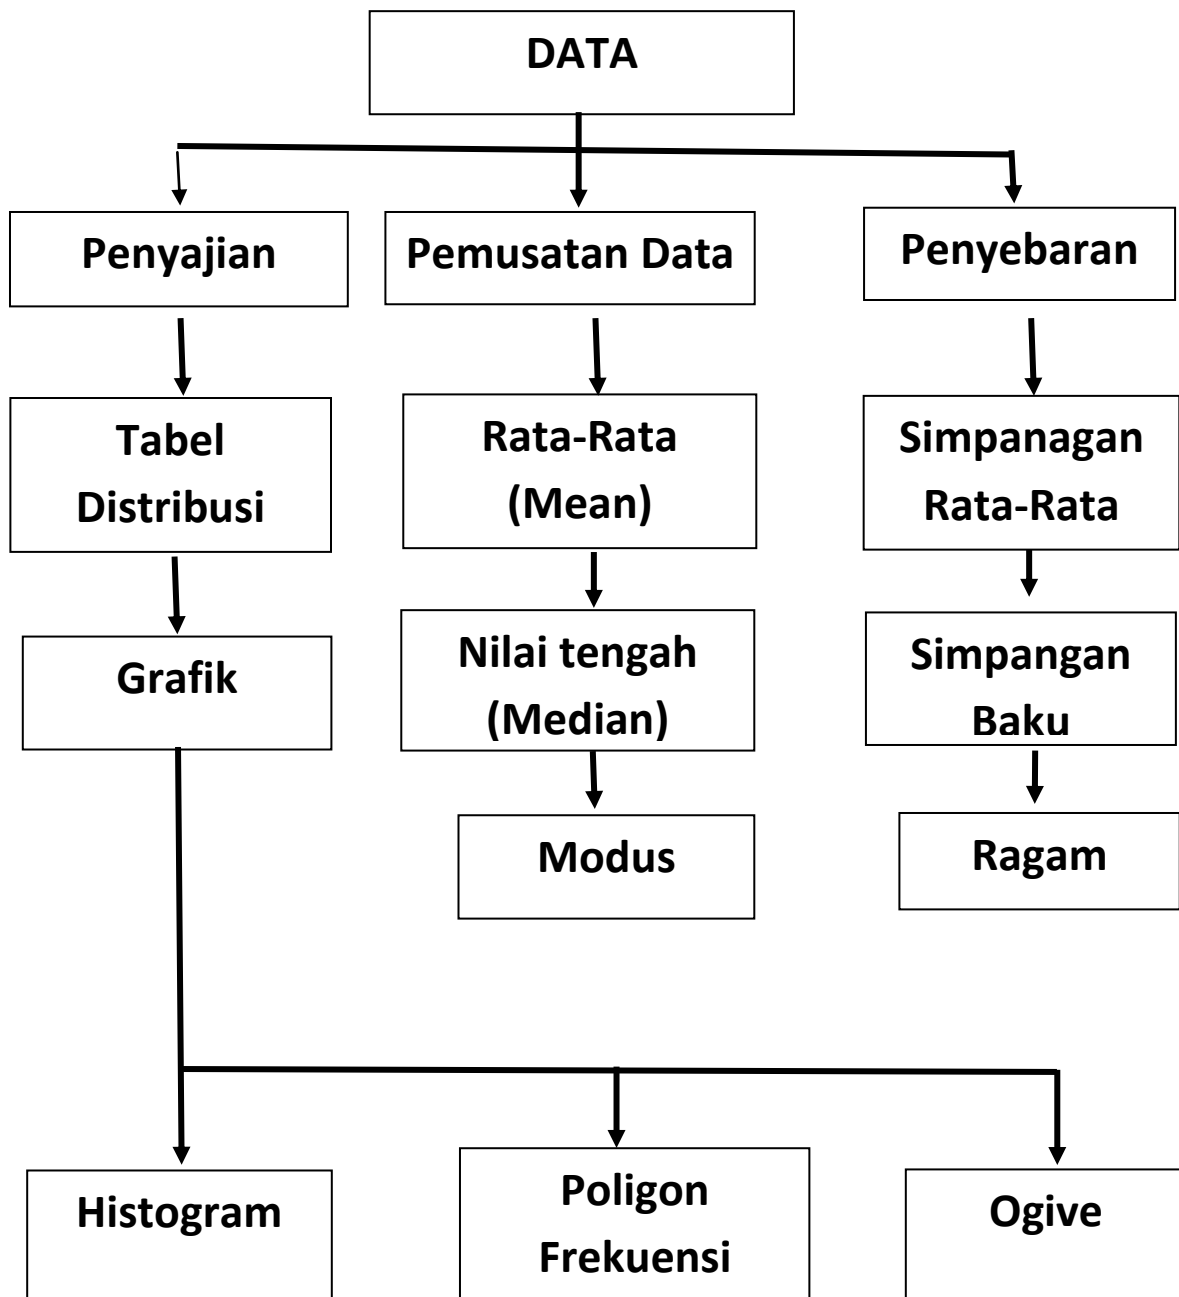 DATA
Penyajian
Pemusatan Data
Penyebaran
Tabel
Distribusi
Rata-Rata
(Mean)
Simpanagan
Rata-Rata
Grafik
Nilai tengah
(Median)
Simpangan
Baku
Modus
Ragam
Histogram
Poligon
Frekuensi
Ogive